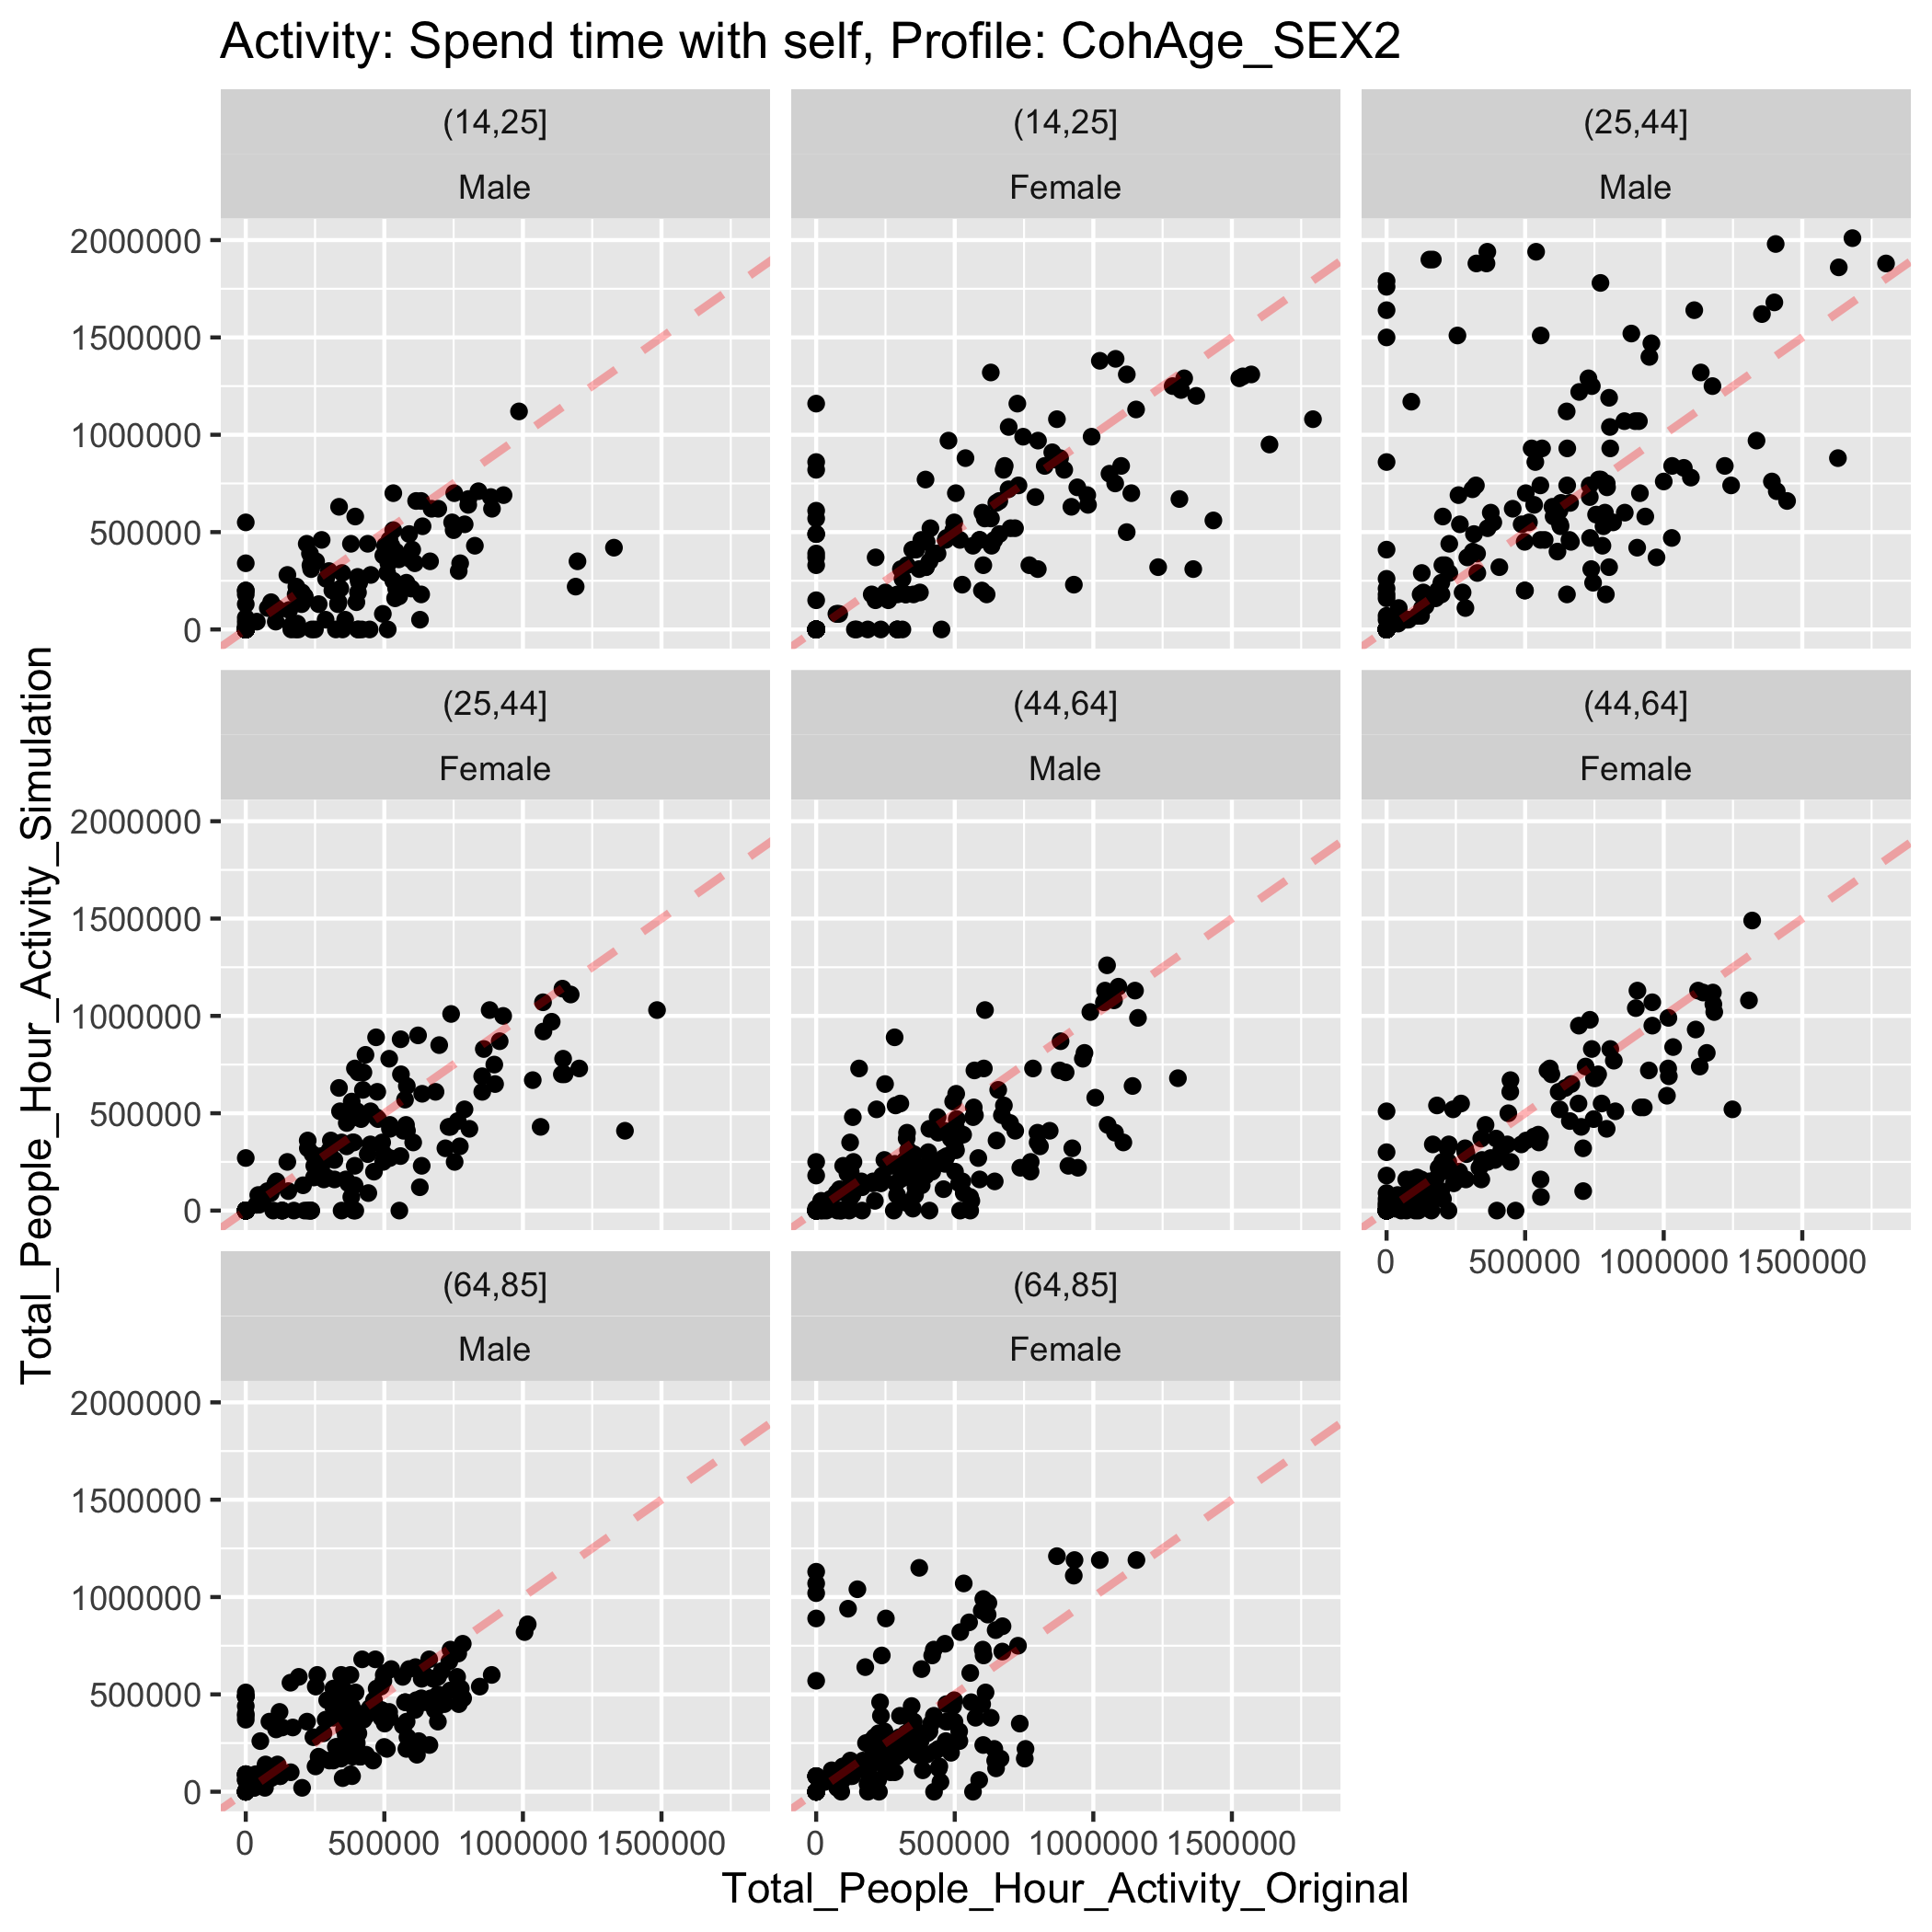 Activity: Spend time with self, Profile: CohAge_SEX2
(14,25]
Male
(14,25]
Female
(25,44]
Male
2000000
1500000
1000000
500000
0
(25,44]
Female
(44,64]
Male
(44,64]
Female
2000000
1500000
1000000
500000
0
0 500000 1000000 1500000
(64,85]
Male
(64,85]
Female
2000000
1500000
1000000
500000
0
0 500000 1000000 1500000
0 500000 1000000 1500000
Total_People_Hour_Activity_Original
Total_People_Hour_Activity_Simulation